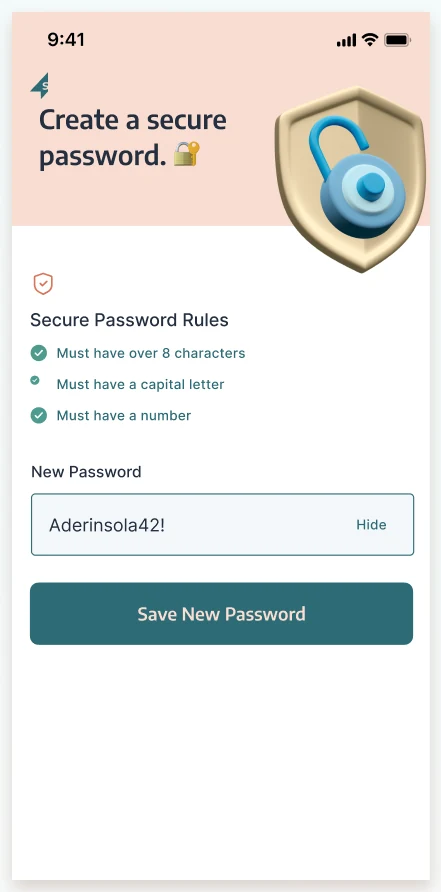 9:41
S
Create a secure
password. 🔐
Secure Password Rules
Must have over 8 characters
Must have a capital letter
Must have a number
New Password
Aderinsola42!
Hide
Save New Password